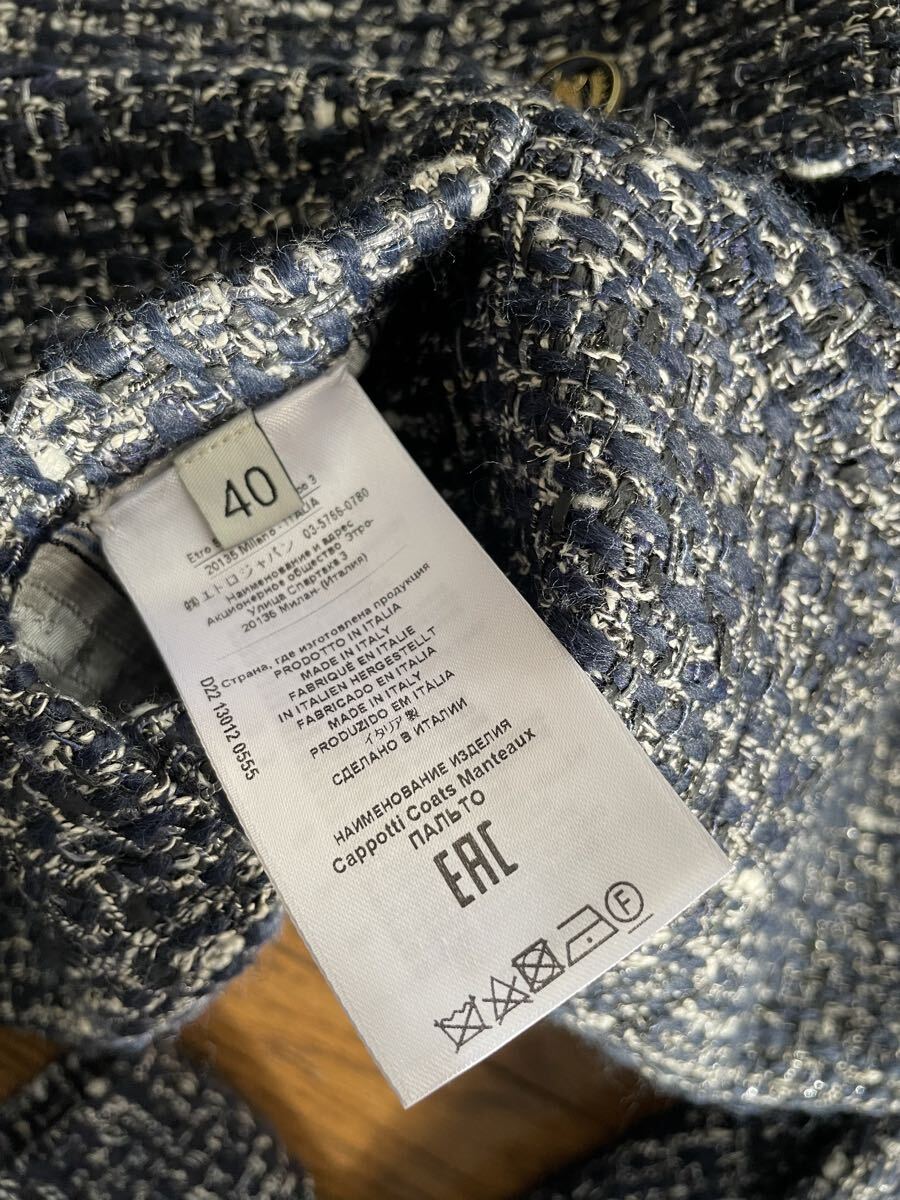 40
Etro
20135 Milano - ITALIA
㈱ エトロジャパン 03-5766-0780
Наименование и адрес
Акционерное общество Этро-
Улица Спартака 3
20136 Милан- (Италия)
Страна, где изготовлена продукция
PRODOTTO IN ITALIA
MADE IN ITALY
FABRIQUÉ EN ITALIE
IN ITALIEN HERGESTELLT
FABRICADO EN ITALIA
MADE IN ITALY
PRODUZIDO EM ITÀLIA
イタリア製
СДЕЛАНО В ИТАЛИИ
D22 13012 0555
НАИМЕНОВАНИЕ ИЗДЕЛИЯ
Cappotti Coats Manteaux
ПАЛЬТО
EAC
F